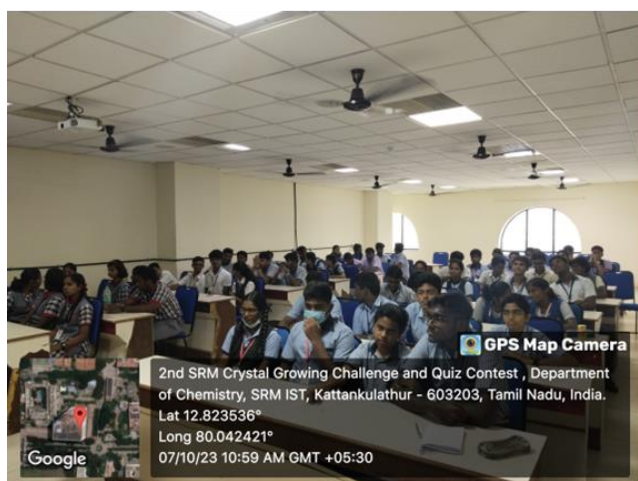 GPS Map Camera
2nd SRM Crystal Growing Challenge and Quiz Contest , Department
of Chemistry, SRM IST, Kattankulathur - 603203, Tamil Nadu, India.
Lat 12.823536°
Long 80.042421°
07/10/23 10:59 AM GMT +05:30
Google